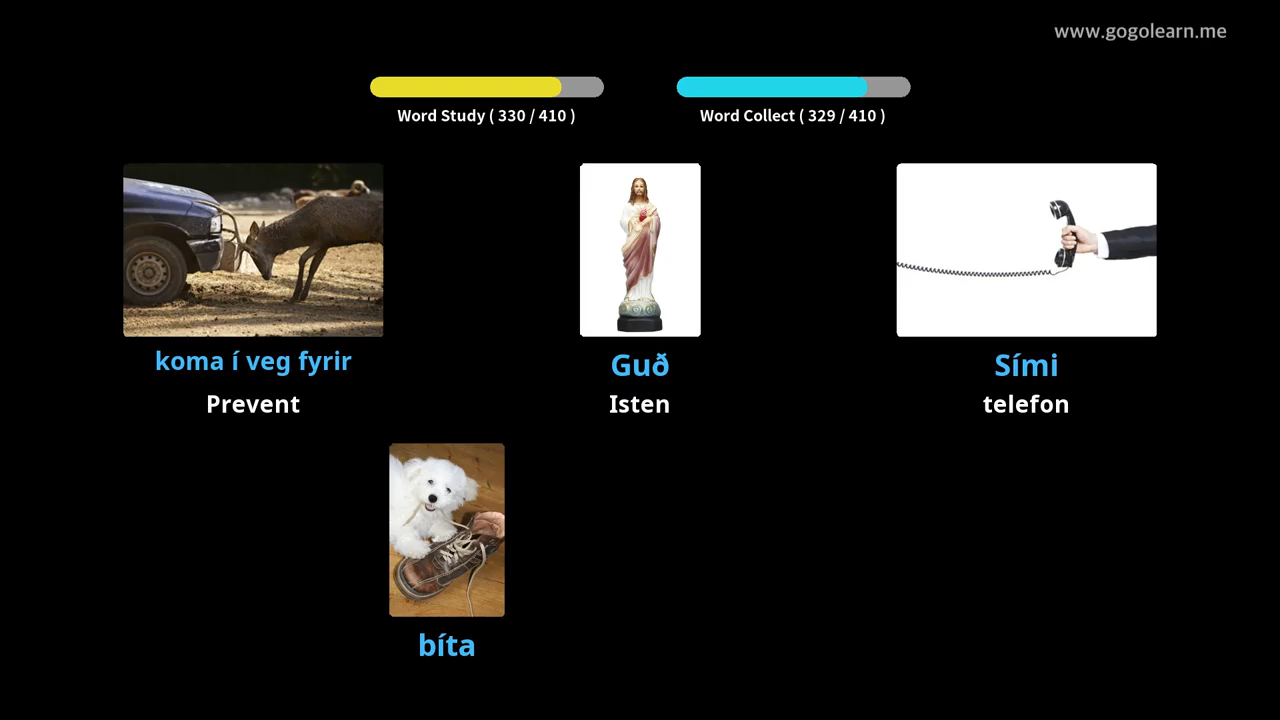 www.gogolearn.me
Word Study ( 330 / 410 )
Word Collect ( 329 / 410 )
koma í veg fyrir
Prevent
Guð
Isten
Sími
telefon
bíta